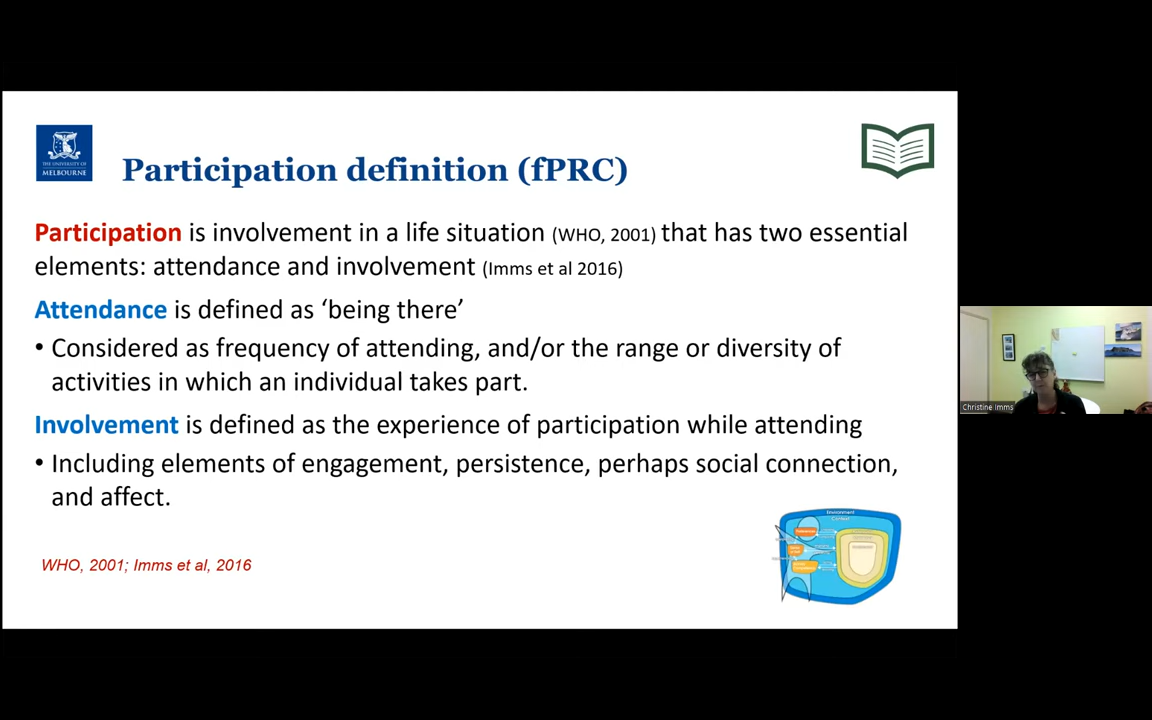 THE UNIVERSITY OF
MELBOURNE
Participation definition (fPRC)
Participation is involvement in a life situation (WHO, 2001) that has two essential
elements: attendance and involvement (Imms et al 2016)
Attendance is defined as ‘being there’
• Considered as frequency of attending, and/or the range or diversity of
activities in which an individual takes part.
Involvement is defined as the experience of participation while attending
• Including elements of engagement, persistence, perhaps social connection,
and affect.
WHO, 2001; Imms et al, 2016
Environment
Context
Christine Imms